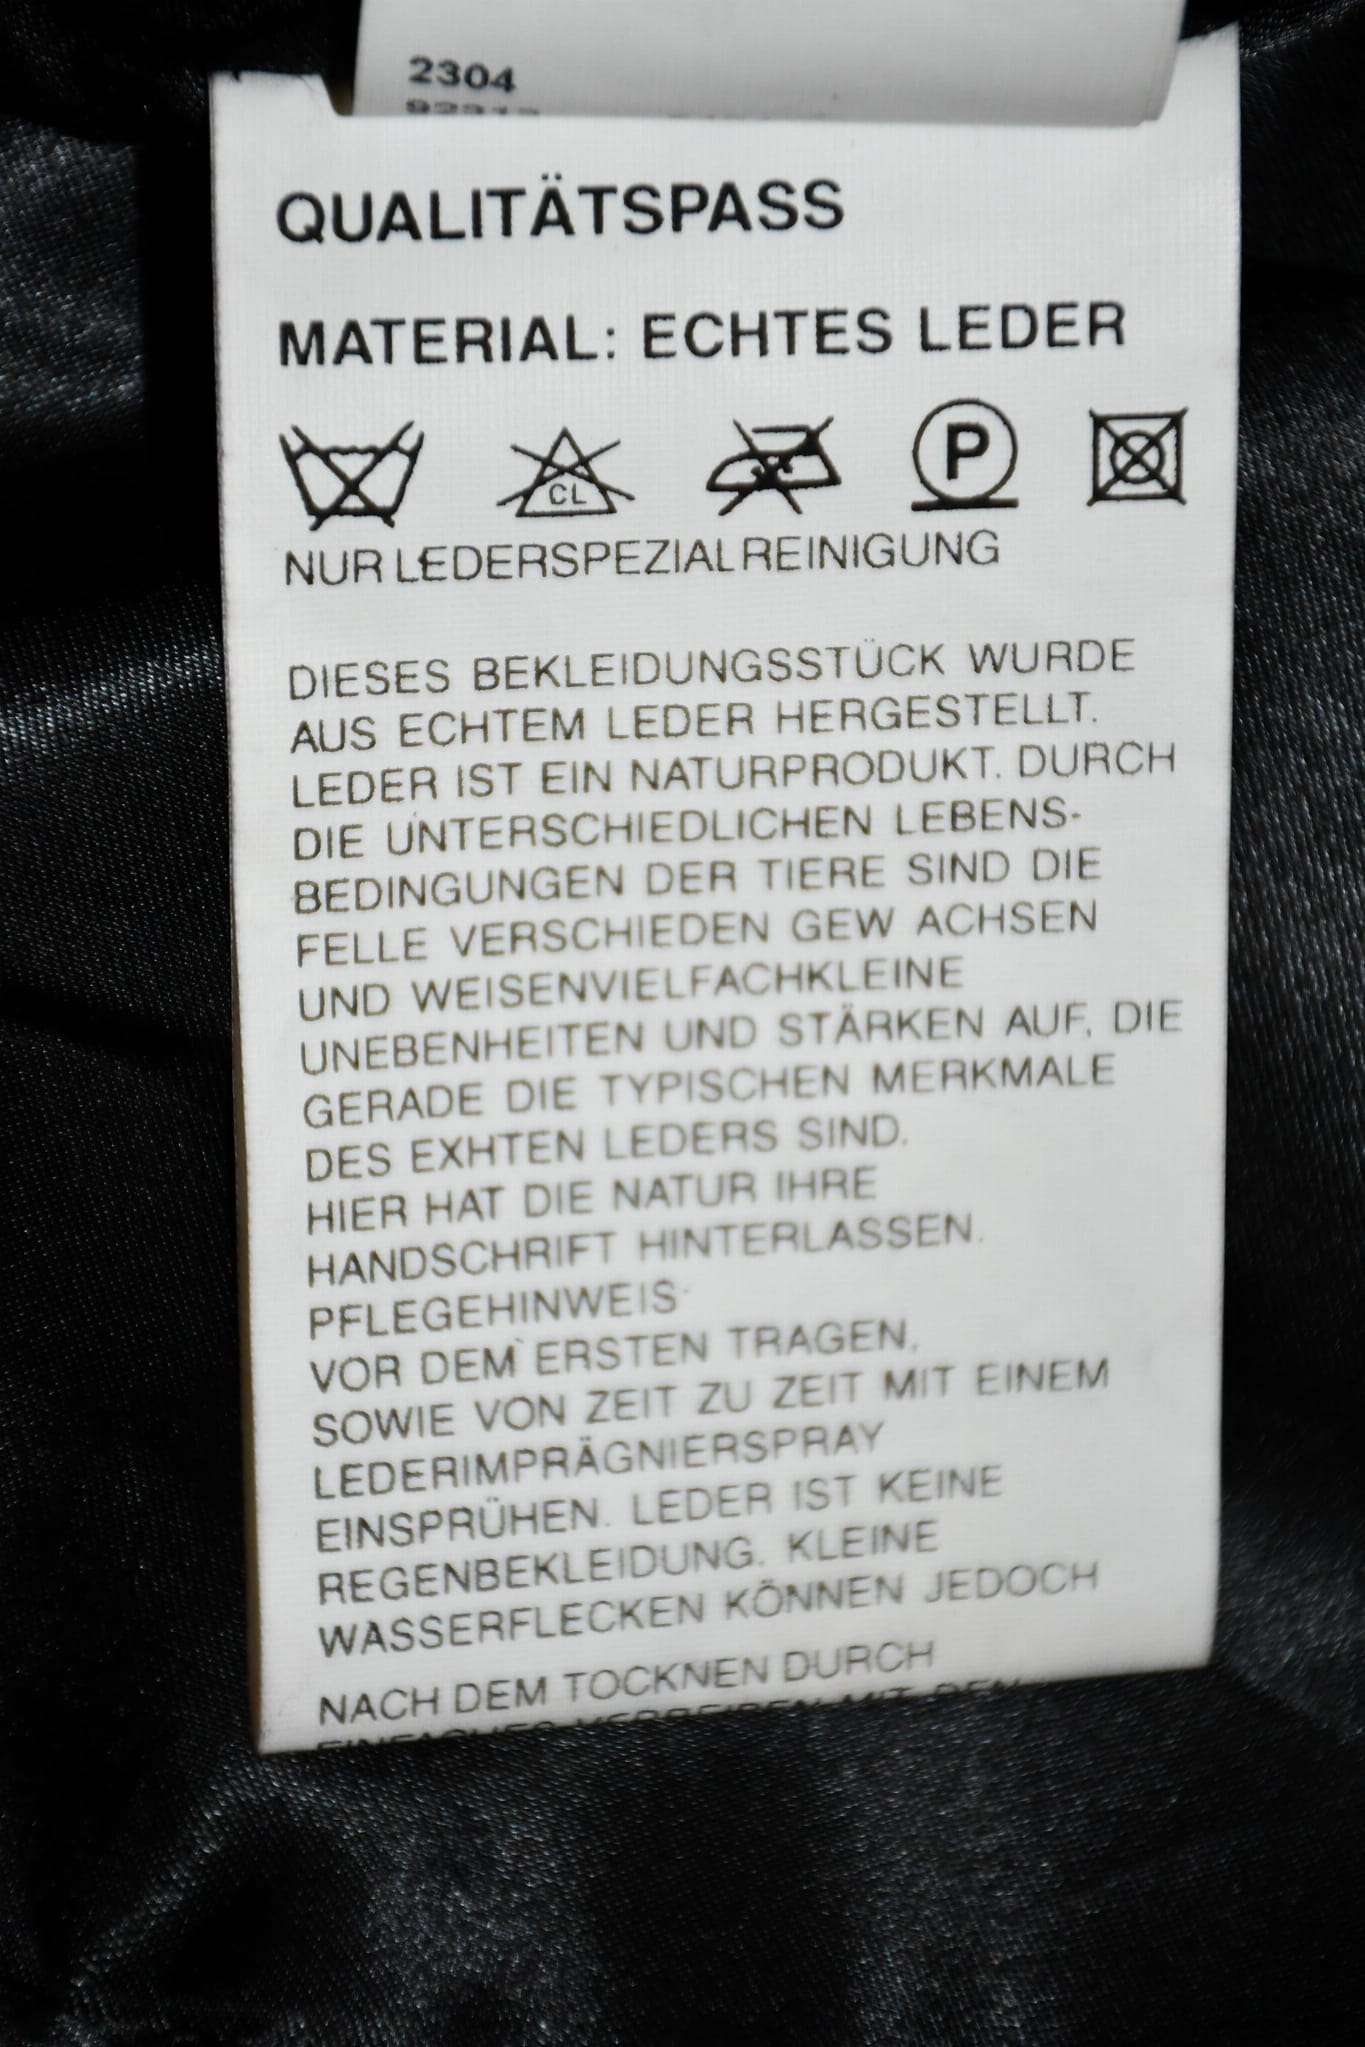 2304
QUALITÄTSPASS
MATERIAL: ECHTES LEDER
CL
P
NUR LEDERSPEZIALREINIGUNG
DIESES BEKLEIDUNGSSTÜCK WURDE
AUS ECHTEM LEDER HERGESTELLT.
LEDER IST EIN NATURPRODUKT. DURCH
DIE UNTERSCHIEDLICHEN LEBENS-
BEDINGUNGEN DER TIERE SIND DIE
FELLE VERSCHIEDEN GEW ACHSEN
UND WEISENVIELFACHKLEINE
UNEBENHEITEN UND STÄRKEN AUF, DIE
GERADE DIE TYPISCHEN MERKMALE
DES EXHTEN LEDERS SIND.
HIER HAT DIE NATUR IHRE
HANDSCHRIFT HINTERLASSEN.
PFLEGEHINWEIS
VOR DEM ERSTEN TRAGEN,
SOWIE VON ZEIT ZU ZEIT MIT EINEM
LEDERIMPRÄGNIERSPRAY
EINSPRÜHEN. LEDER IST KEINE
REGENBEKLEIDUNG. KLEINE
WASSERFLECKEN KÖNNEN JEDOCH
NACH DEM TOCKNEN DURCH